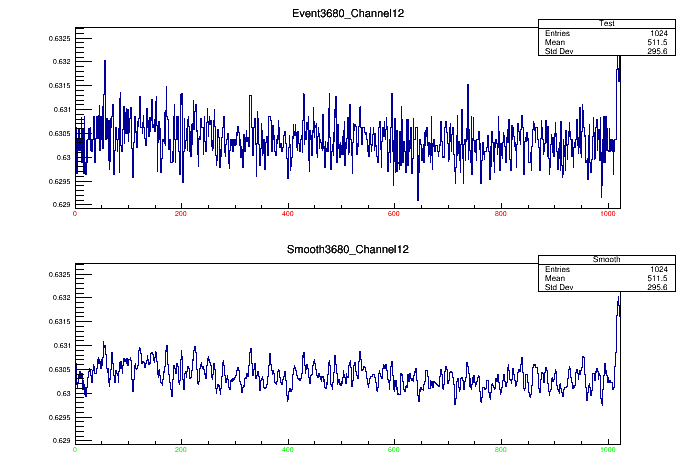 Event3680_Channel12
Test
Entries 1024
Mean 511.5
Std Dev 295.6
0.6325
0.632
0.6315
0.631
0.6305
0.63
0.6295
0.629
0 200 400 600 800 1000
Smooth3680_Channel12
Smooth
Entries 1024
Mean 511.5
Std Dev 295.6
0.6325
0.632
0.6315
0.631
0.6305
0.63
0.6295
0.629
0 200 400 600 800 1000